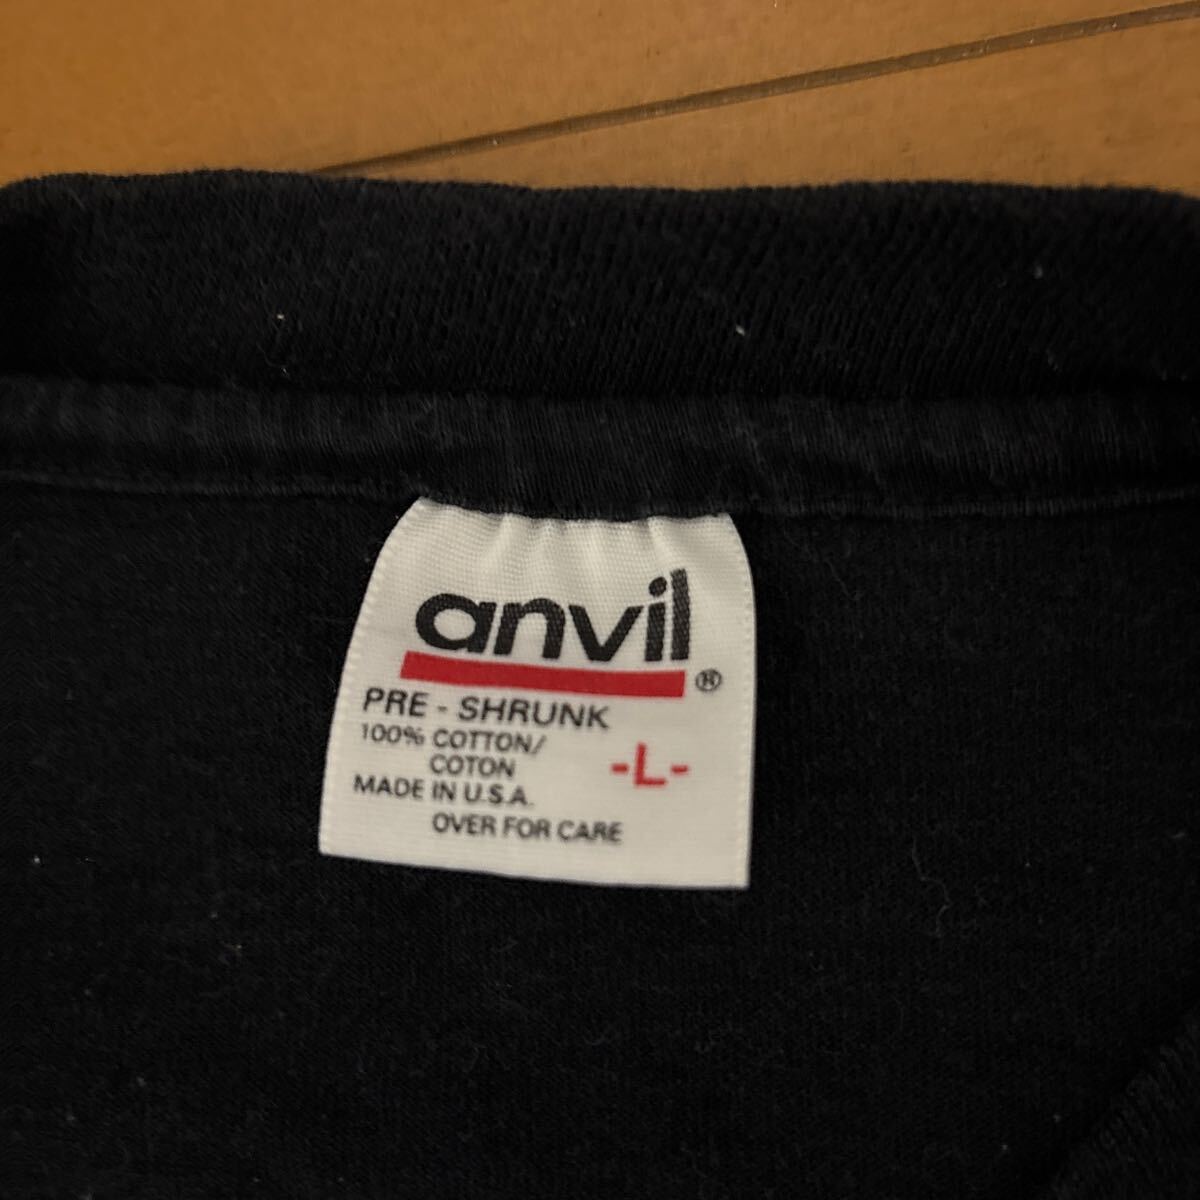 anvil®
PRE - SHRUNK
100% COTTON/
COTON
-L-
MADE IN U.S.A.
OVER FOR CARE